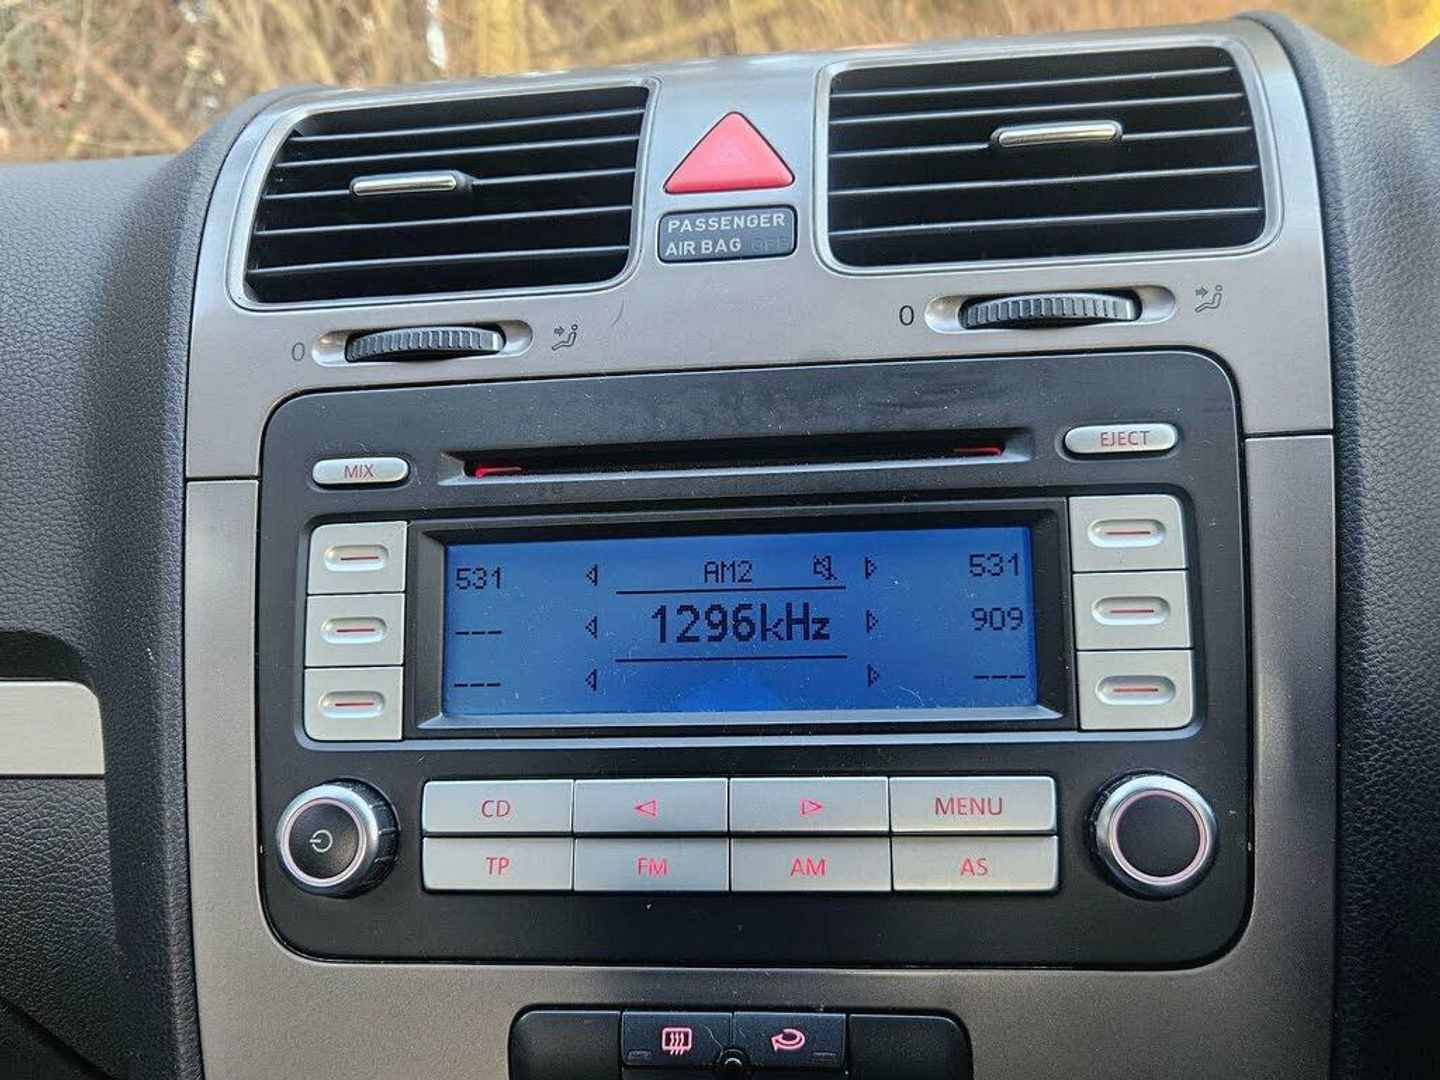 PASSENGER
AIR BAG OFF
0
0
MIX
EJECT
531 AM2 531
--- 1296kHz 909
--- ---
CD MENU
TP FM AM AS